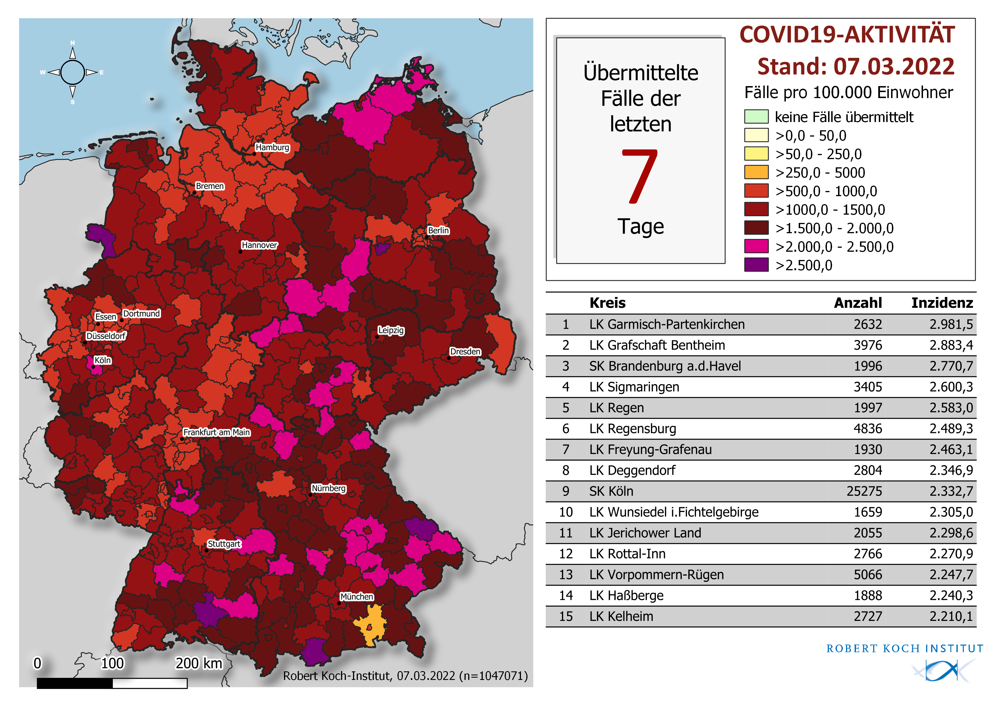 N
W E
S
Hamburg
Bremen
Berlin
Hannover
Essen
Dortmund
Düsseldorf
Leipzig
Dresden
Köln
Frankfurt am Main
Nürnberg
Stuttgart
München
0 100 200 km
Robert Koch-Institut, 07.03.2022 (n=1047071)
Übermittelte
Fälle der
letzten
7
Tage
COVID19-AKTIVITÄT
Stand: 07.03.2022
Fälle pro 100.000 Einwohner
keine Fälle übermittelt
>0,0 - 50,0
>50,0 - 250,0
>250,0 - 5000
>500,0 - 1000,0
>1000,0 - 1500,0
>1.500,0 - 2.000,0
>2.000,0 - 2.500,0
>2.500,0
Kreis Anzahl Inzidenz
1 LK Garmisch-Partenkirchen 2632 2.981,5
2 LK Grafschaft Bentheim 3976 2.883,4
3 SK Brandenburg a.d.Havel 1996 2.770,7
4 LK Sigmaringen 3405 2.600,3
5 LK Regen 1997 2.583,0
6 LK Regensburg 4836 2.489,3
7 LK Freyung-Grafenau 1930 2.463,1
8 LK Deggendorf 2804 2.346,9
9 SK Köln 25275 2.332,7
10 LK Wunsiedel i.Fichtelgebirge 1659 2.305,0
11 LK Jerichower Land 2055 2.298,6
12 LK Rottal-Inn 2766 2.270,9
13 LK Vorpommern-Rügen 5066 2.247,7
14 LK Haßberge 1888 2.240,3
15 LK Kelheim 2727 2.210,1
ROBERT KOCH INSTITUT